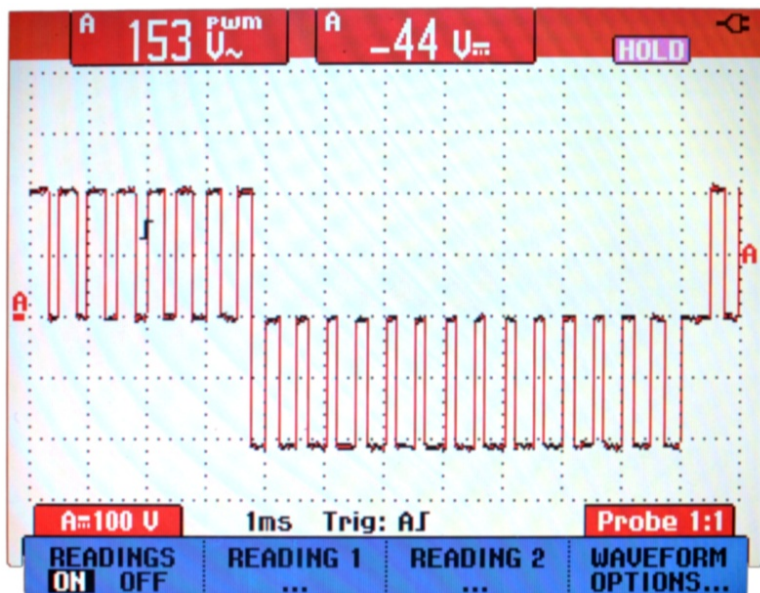 A 153 PWM V~ A -44 V⎓
HOLD
A
A
A⎓100 V 1ms Trig: A⨛ Probe 1:1
READINGS READING 1 READING 2 WAVEFORM
ON OFF ... ... OPTIONS...